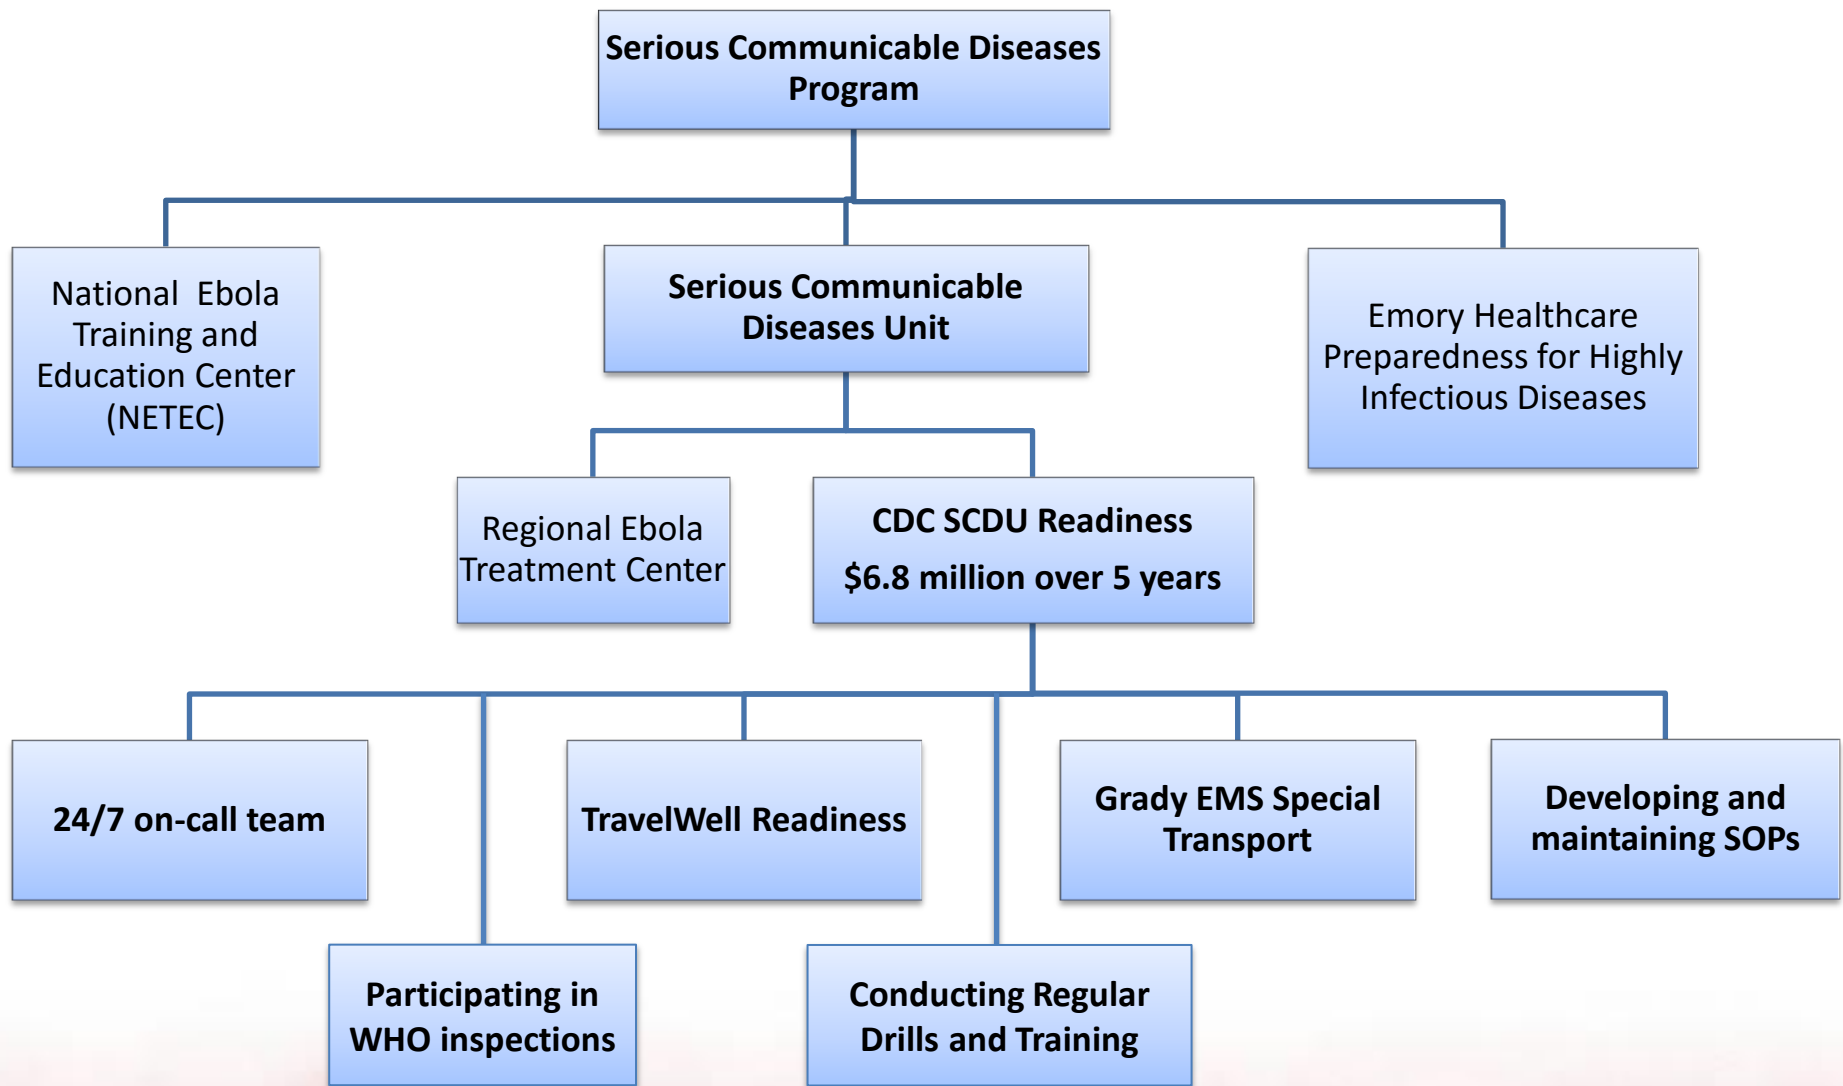 Serious Communicable Diseases
Program
National Ebola
Training and
Education Center
(NETEC)
Serious Communicable
Diseases Unit
Emory Healthcare
Preparedness for Highly
Infectious Diseases
Regional Ebola
Treatment Center
CDC SCDU Readiness
$6.8 million over 5 years
24/7 on-call team
TravelWell Readiness
Grady EMS Special
Transport
Developing and
maintaining SOPs
Participating in
WHO inspections
Conducting Regular
Drills and Training